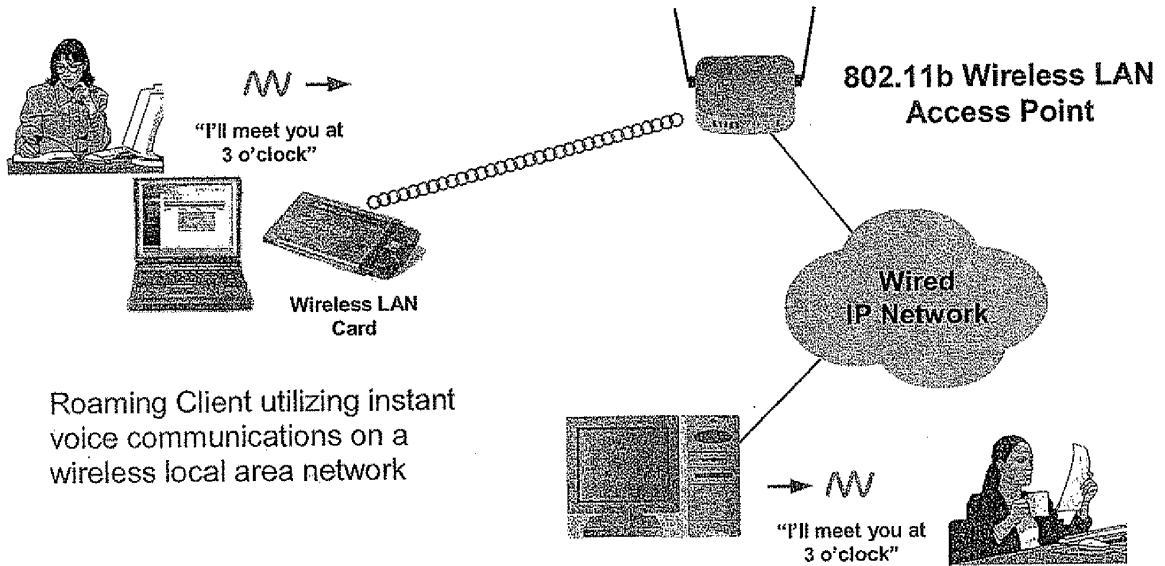 802.11b Wireless LAN
Access Point
"I'll meet you at
3 o'clock"
Wireless LAN
Card
Wired
IP Network
Roaming Client utilizing instant
voice communications on a
wireless local area network
"I'll meet you at
3 o'clock"